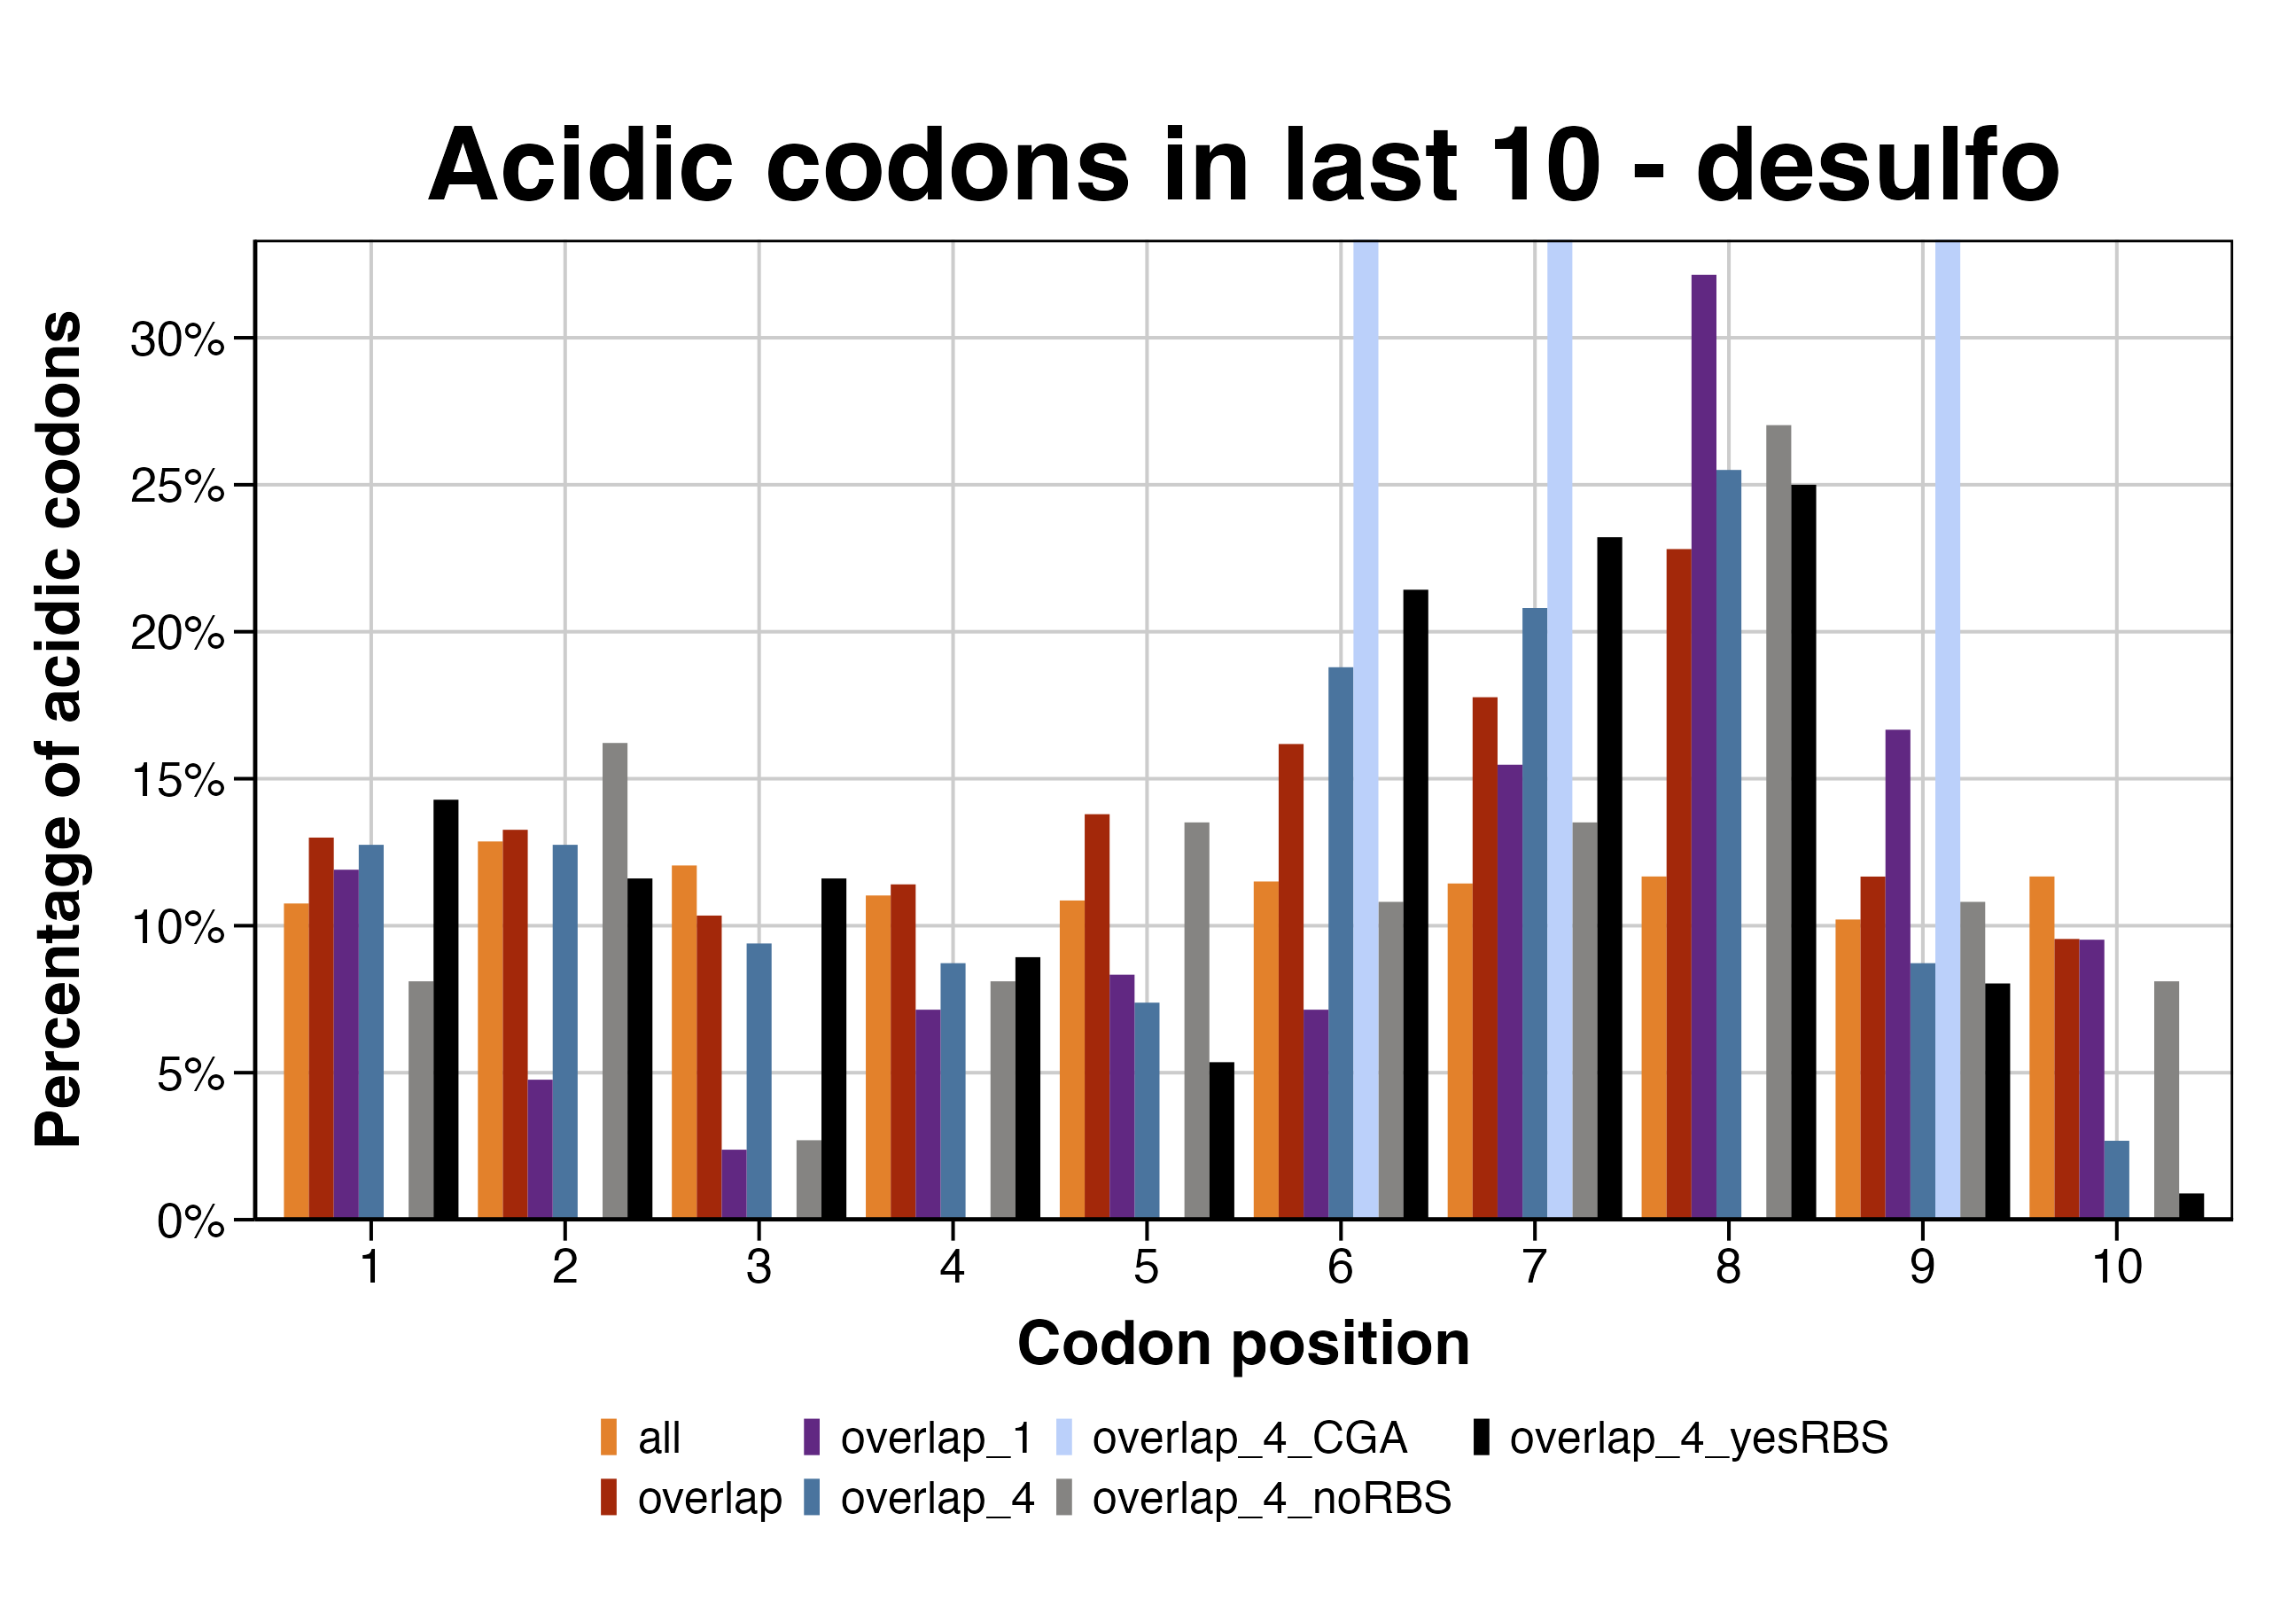 Acidic codons in last 10 - desulfo
Percentage of acidic codons
30%
25%
20%
15%
10%
5%
0%
1 2 3 4 5 6 7 8 9 10
Codon position
all overlap_1 overlap_4_CGA overlap_4_yesRBS
overlap overlap_4 overlap_4_noRBS